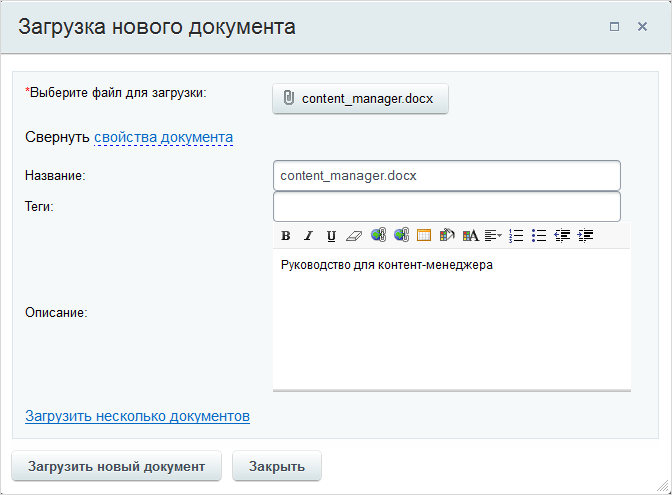 Загрузка нового документа
*Выберите файл для загрузки: content_manager.docx
Свернуть свойства документа
Название: content_manager.docx
Теги:
B I U A
Руководство для контент-менеджера
Описание:
Загрузить несколько документов
Загрузить новый документ Закрыть